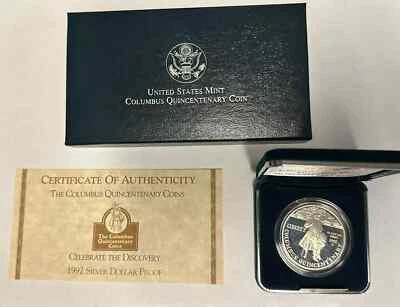 UNITED STATES MINT
COLUMBUS QUINCENTENARY COIN
CERTIFICATE OF AUTHENTICITY
THE COLUMBUS QUINCENTENARY COINS
The Columbus
Quincentenary
Coins
CELEBRATE THE DISCOVERY
1992 SILVER DOLLAR PROOF
LIBERTY
COLUMBUS QUINCENTENARY